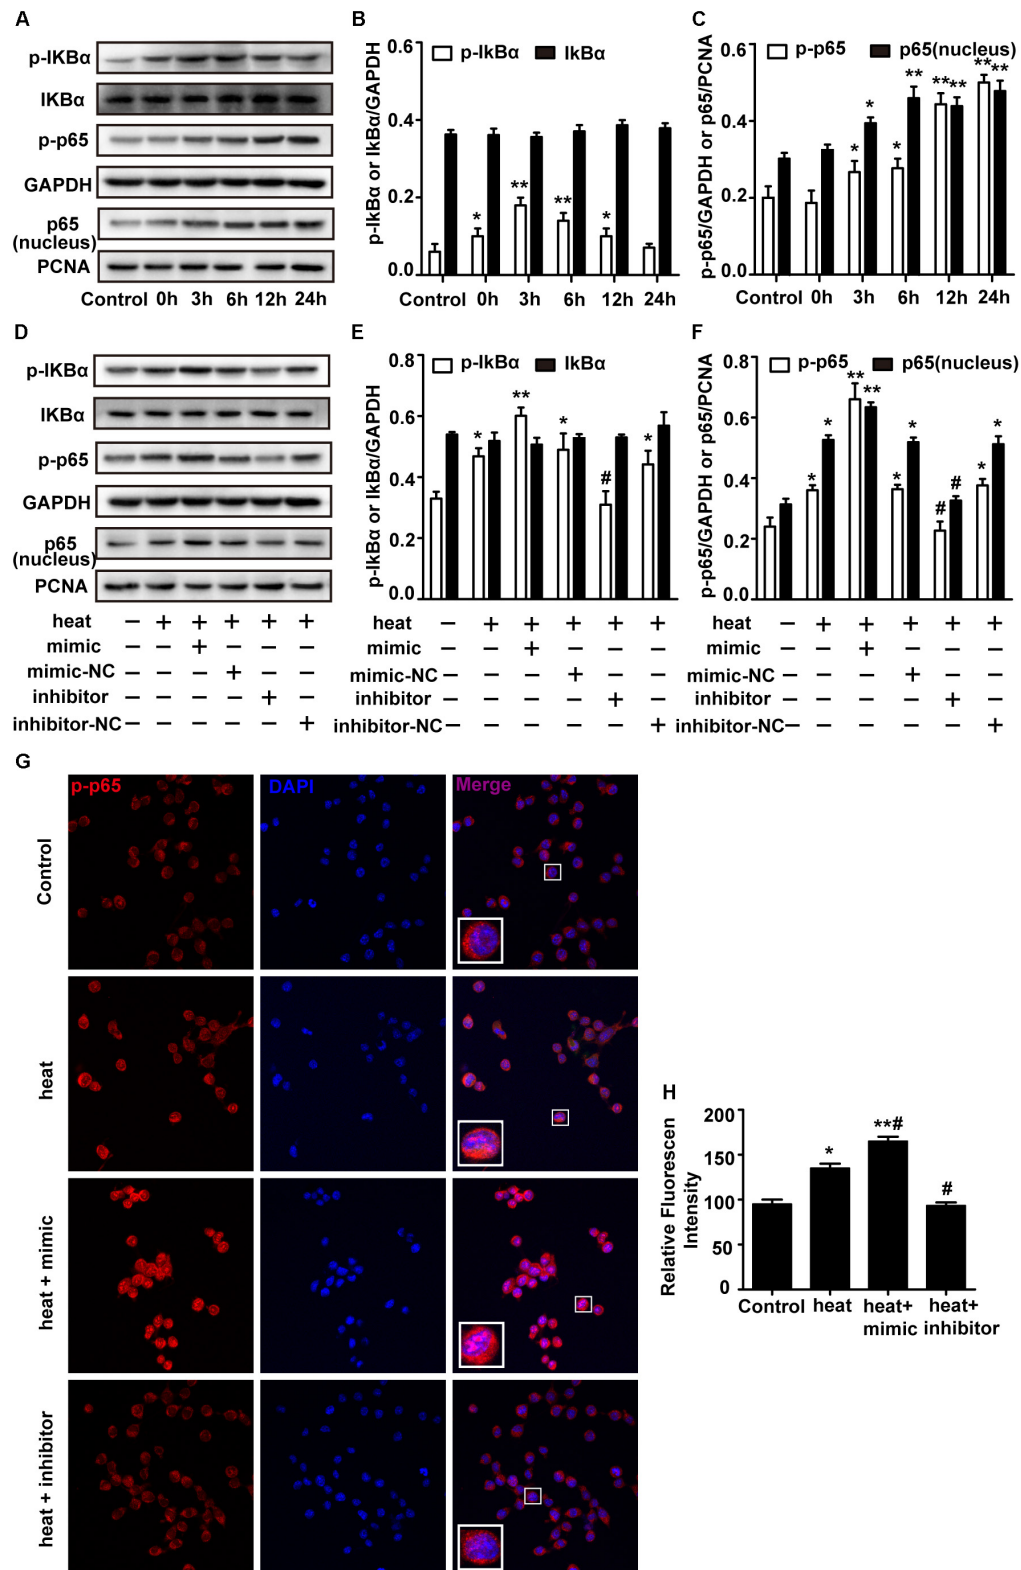 A
p-IKBα
IKBα
p-p65
GAPDH
p65
(nucleus)
PCNA
Control 0h 3h 6h 12h 24h
B
p-IkBα IkBα
p-IkBα or IkBα/GAPDH
0.6
0.4
0.2
0.0
* ** ** *
Control 0h 3h 6h 12h 24h
C
p-p65 p65(nucleus)
p-p65/GAPDH or p65/PCNA
0.6
0.4
0.2
0.0
* * * ** ** ** ** **
Control 0h 3h 6h 12h 24h
D
p-IKBα
IKBα
p-p65
GAPDH
p65
(nucleus)
PCNA
heat − + + + + +
mimic − − + − − −
mimic-NC − − − + − −
inhibitor − − − − + −
inhibitor-NC − − − − − +
E
p-IkBα IkBα
p-IkBα or IkBα/GAPDH
0.8
0.6
0.4
0.2
0.0
* ** * # *
heat − + + + + +
mimic − − + − − −
mimic-NC − − − + − −
inhibitor − − − − + −
inhibitor-NC − − − − − +
F
p-p65 p65(nucleus)
p-p65/GAPDH or p65/PCNA
0.8
0.6
0.4
0.2
0.0
* * ** ** * * # # * *
heat − + + + + +
mimic − − + − − −
mimic-NC − − − + − −
inhibitor − − − − + −
inhibitor-NC − − − − − +
G
p-p65 DAPI Merge
Control
heat
heat + mimic
heat + inhibitor
H
Relative Fluorescen
Intensity
200
150
100
50
0
* **# #
Control heat heat+ heat+
mimic inhibitor